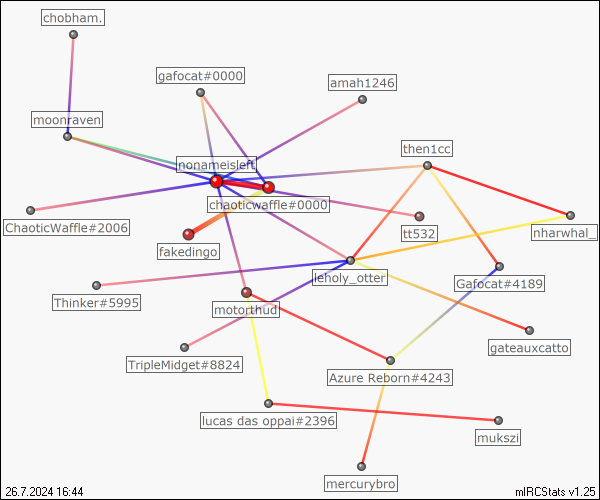 chobham.
gafocat#0000
amah1246
moonraven
then1cc
nonameisleft
chaoticwaffle#0000
ChaoticWaffle#2006
tt532
nharwhal_
fakedingo
leholy_otter
Gafocat#4189
Thinker#5995
motorthud
gateauxcatto
TripleMidget#8824
Azure Reborn#4243
lucas das oppai#2396
mukszi
mercurybro
26.7.2024 16:44
mIRCStats v1.25